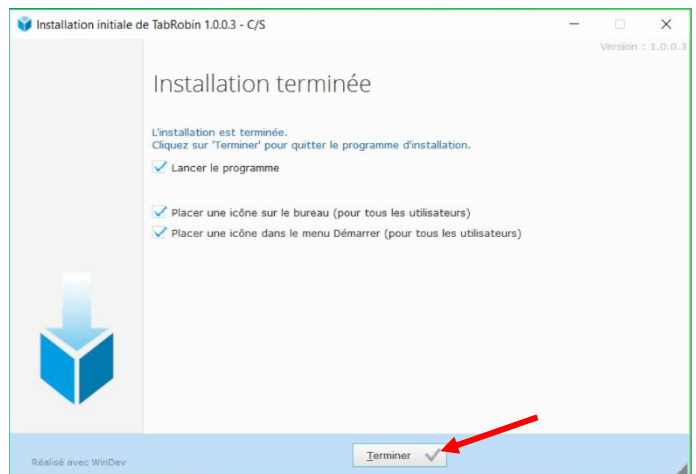 Installation initiale de TabRobin 1.0.0.3 - C/S
Version : 1.0.0.3
Installation terminée
L'installation est terminée.
Cliquez sur 'Terminer' pour quitter le programme d'installation.
Lancer le programme
Placer une icône sur le bureau (pour tous les utilisateurs)
Placer une icône dans le menu Démarrer (pour tous les utilisateurs)
Réalisé avec WinDev
Terminer